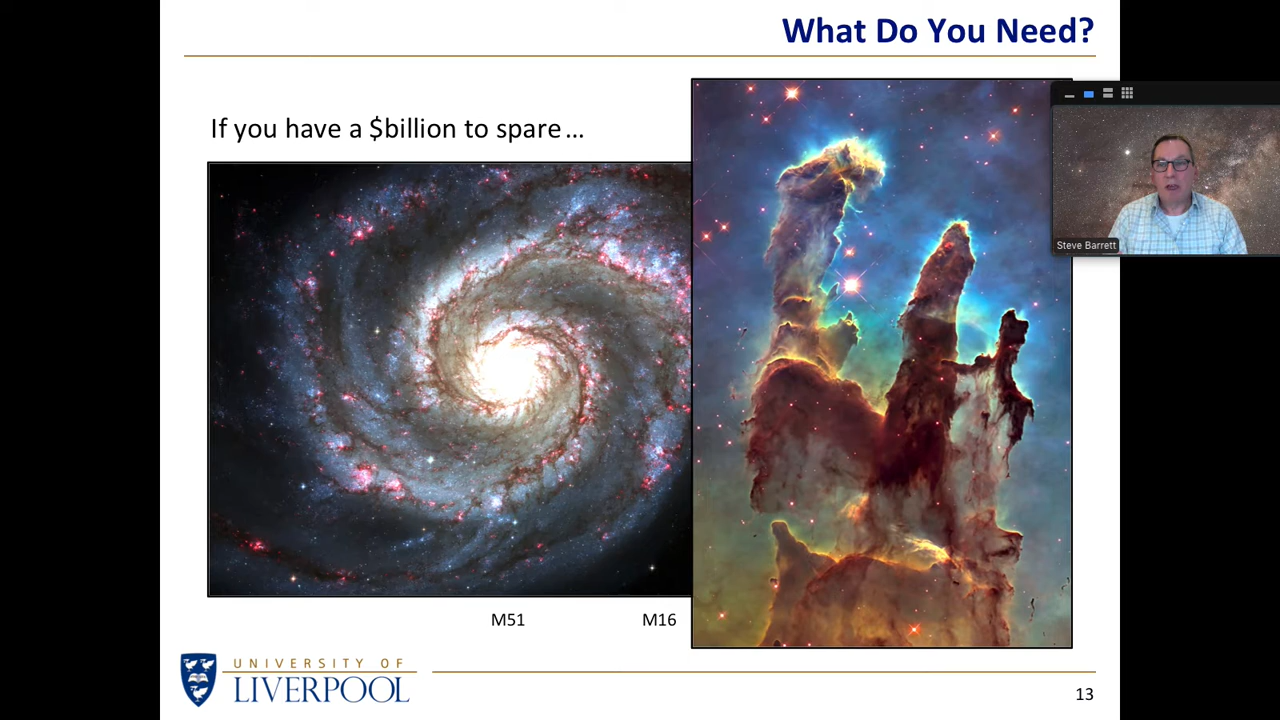 What Do You Need?
If you have a $billion to spare…
Steve Barrett
M51
M16
UNIVERSITY OF
LIVERPOOL
13